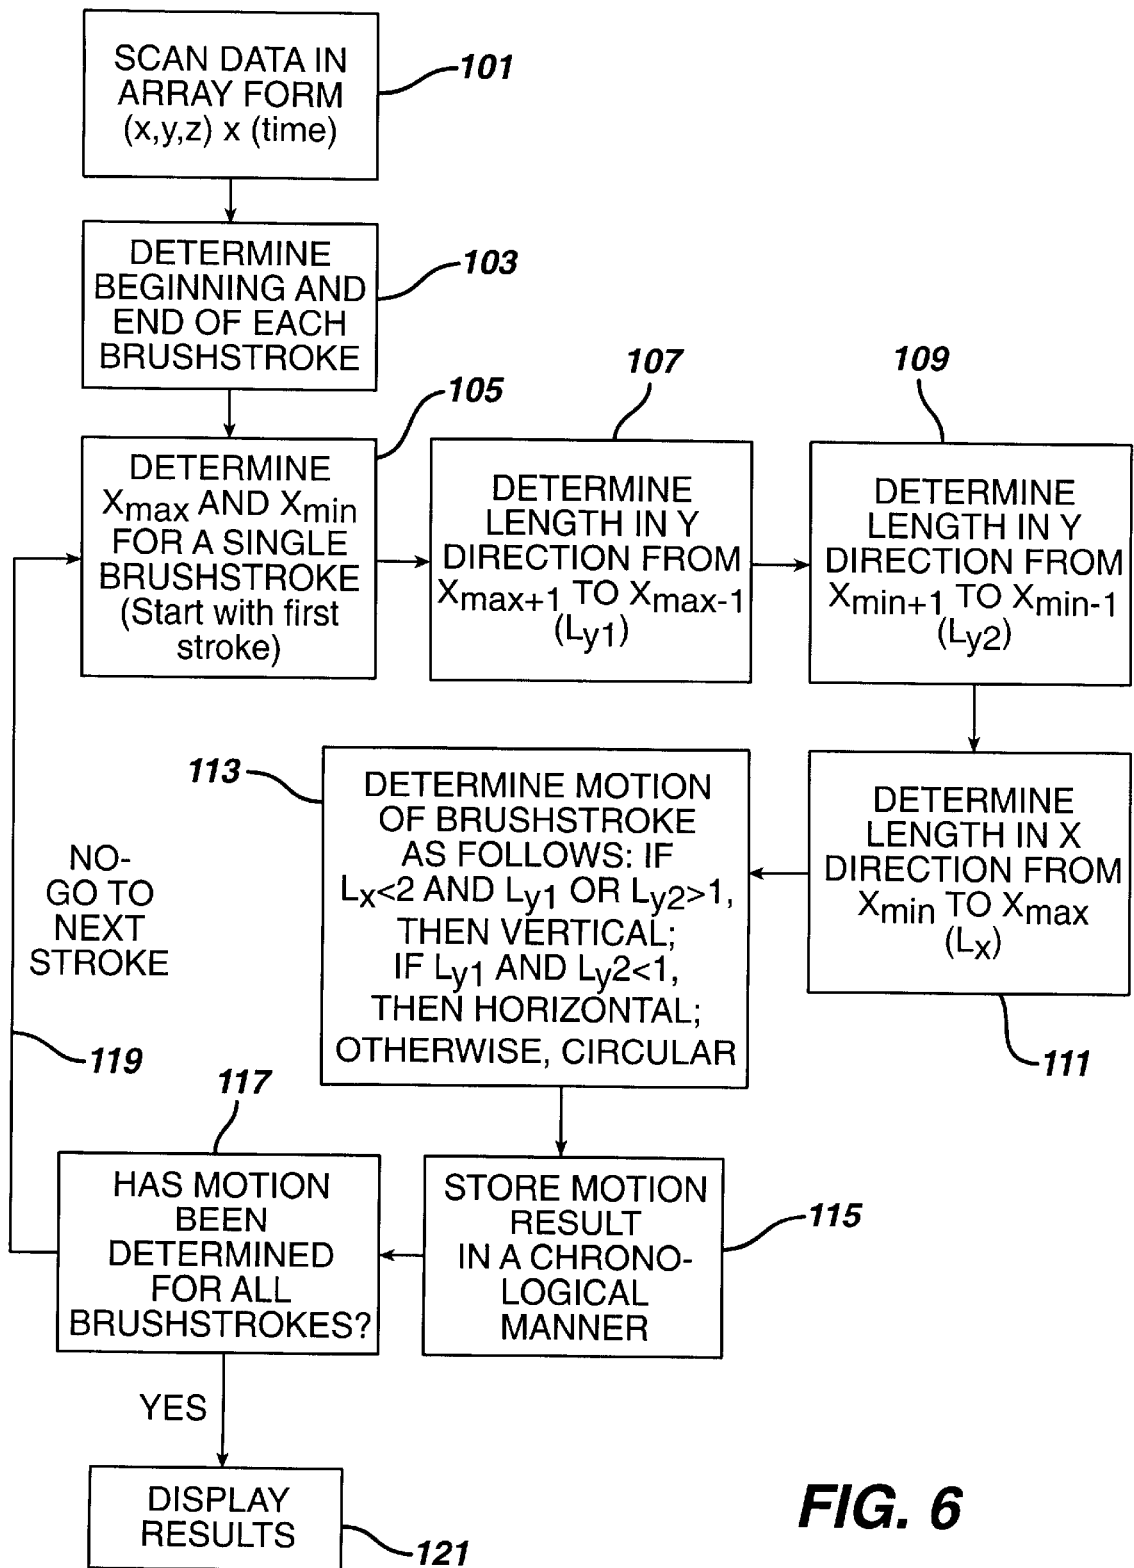 SCAN DATA IN
ARRAY FORM
(x,y,z) x (time)
101
DETERMINE
BEGINNING AND
END OF EACH
BRUSHSTROKE
103
DETERMINE
Xmax AND Xmin
FOR A SINGLE
BRUSHSTROKE
(Start with first
stroke)
105
DETERMINE
LENGTH IN Y
DIRECTION FROM
Xmax+1 TO Xmax-1
(Ly1)
107
DETERMINE
LENGTH IN Y
DIRECTION FROM
Xmin+1 TO Xmin-1
(Ly2)
109
DETERMINE
LENGTH IN X
DIRECTION FROM
Xmin TO Xmax
(Lx)
111
113
DETERMINE MOTION
OF BRUSHSTROKE
AS FOLLOWS: IF
Lx<2 AND Ly1 OR Ly2>1,
THEN VERTICAL;
IF Ly1 AND Ly2<1,
THEN HORIZONTAL;
OTHERWISE, CIRCULAR
STORE MOTION
RESULT
IN A CHRONO-
LOGICAL
MANNER
115
117
HAS MOTION
BEEN
DETERMINED
FOR ALL
BRUSHSTROKES?
NO-
GO TO
NEXT
STROKE
119
YES
DISPLAY
RESULTS
121
FIG. 6